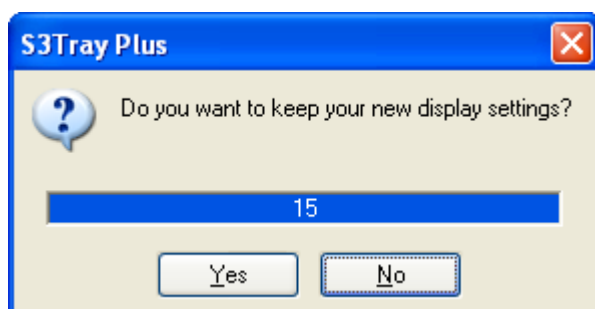 S3Tray Plus
Do you want to keep your new display settings?
15
Yes
No